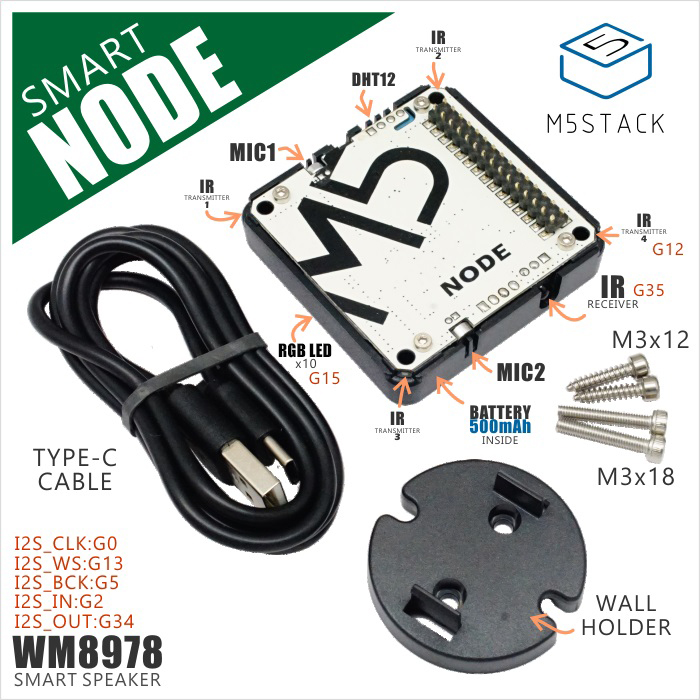 SMART
NODE
5
M5STACK
IR
TRANSMITTER
2
DHT12
MIC1
IR
TRANSMITTER
1
M5
NODE
IR
TRANSMITTER
4
G12
IR G35
RECEIVER
RGB LED
x10
G15
MIC2
M3x12
IR
TRANSMITTER
3
BATTERY
500mAh
INSIDE
M3x18
TYPE-C
CABLE
I2S_CLK:G0
I2S_WS:G13
I2S_BCK:G5
I2S_IN:G2
I2S_OUT:G34
WM8978
SMART SPEAKER
WALL
HOLDER